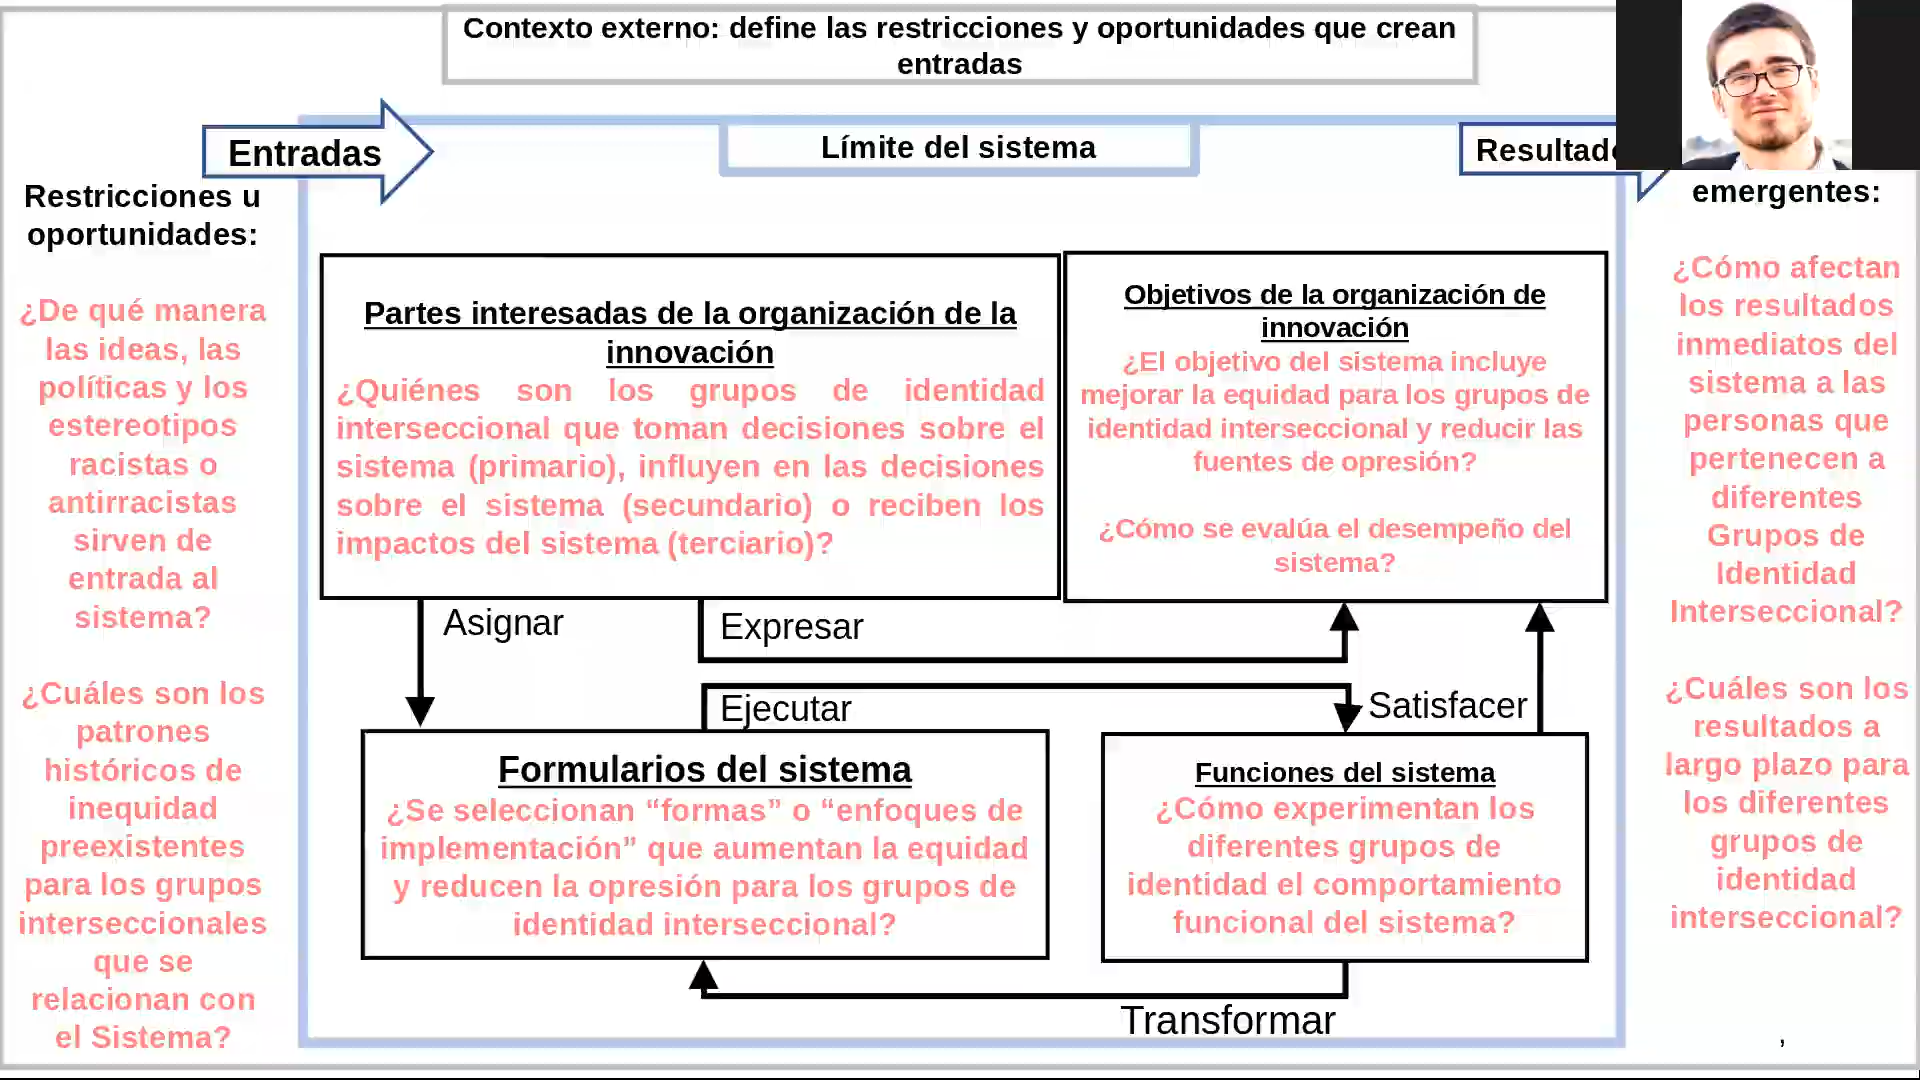 Contexto externo: define las restricciones y oportunidades que crean
entradas
Entradas
Límite del sistema
Restricciones u
oportunidades:
¿De qué manera
las ideas, las
políticas y los
estereotipos
racistas o
antirracistas
sirven de
entrada al
sistema?
¿Cuáles son los
patrones
históricos de
inequidad
preexistentes
para los grupos
interseccionales
que se
relacionan con
el Sistema?
Partes interesadas de la organización de la
innovación
¿Quiénes son los grupos de identidad
interseccional que toman decisiones sobre el
sistema (primario), influyen en las decisiones
sobre el sistema (secundario) o reciben los
impactos del sistema (terciario)?
Objetivos de la organización de
innovación
¿El objetivo del sistema incluye
mejorar la equidad para los grupos de
identidad interseccional y reducir las
fuentes de opresión?
¿Cómo se evalúa el desempeño del
sistema?
Asignar
Expresar
Ejecutar
Satisfacer
Formularios del sistema
¿Se seleccionan “formas” o “enfoques de
implementación” que aumentan la equidad
y reducen la opresión para los grupos de
identidad interseccional?
Funciones del sistema
¿Cómo experimentan los
diferentes grupos de
identidad el comportamiento
funcional del sistema?
Transformar
emergentes:
¿Cómo afectan
los resultados
inmediatos del
sistema a las
personas que
pertenecen a
diferentes
Grupos de
Identidad
Interseccional?
¿Cuáles son los
resultados a
largo plazo para
los diferentes
grupos de
identidad
interseccional?
,